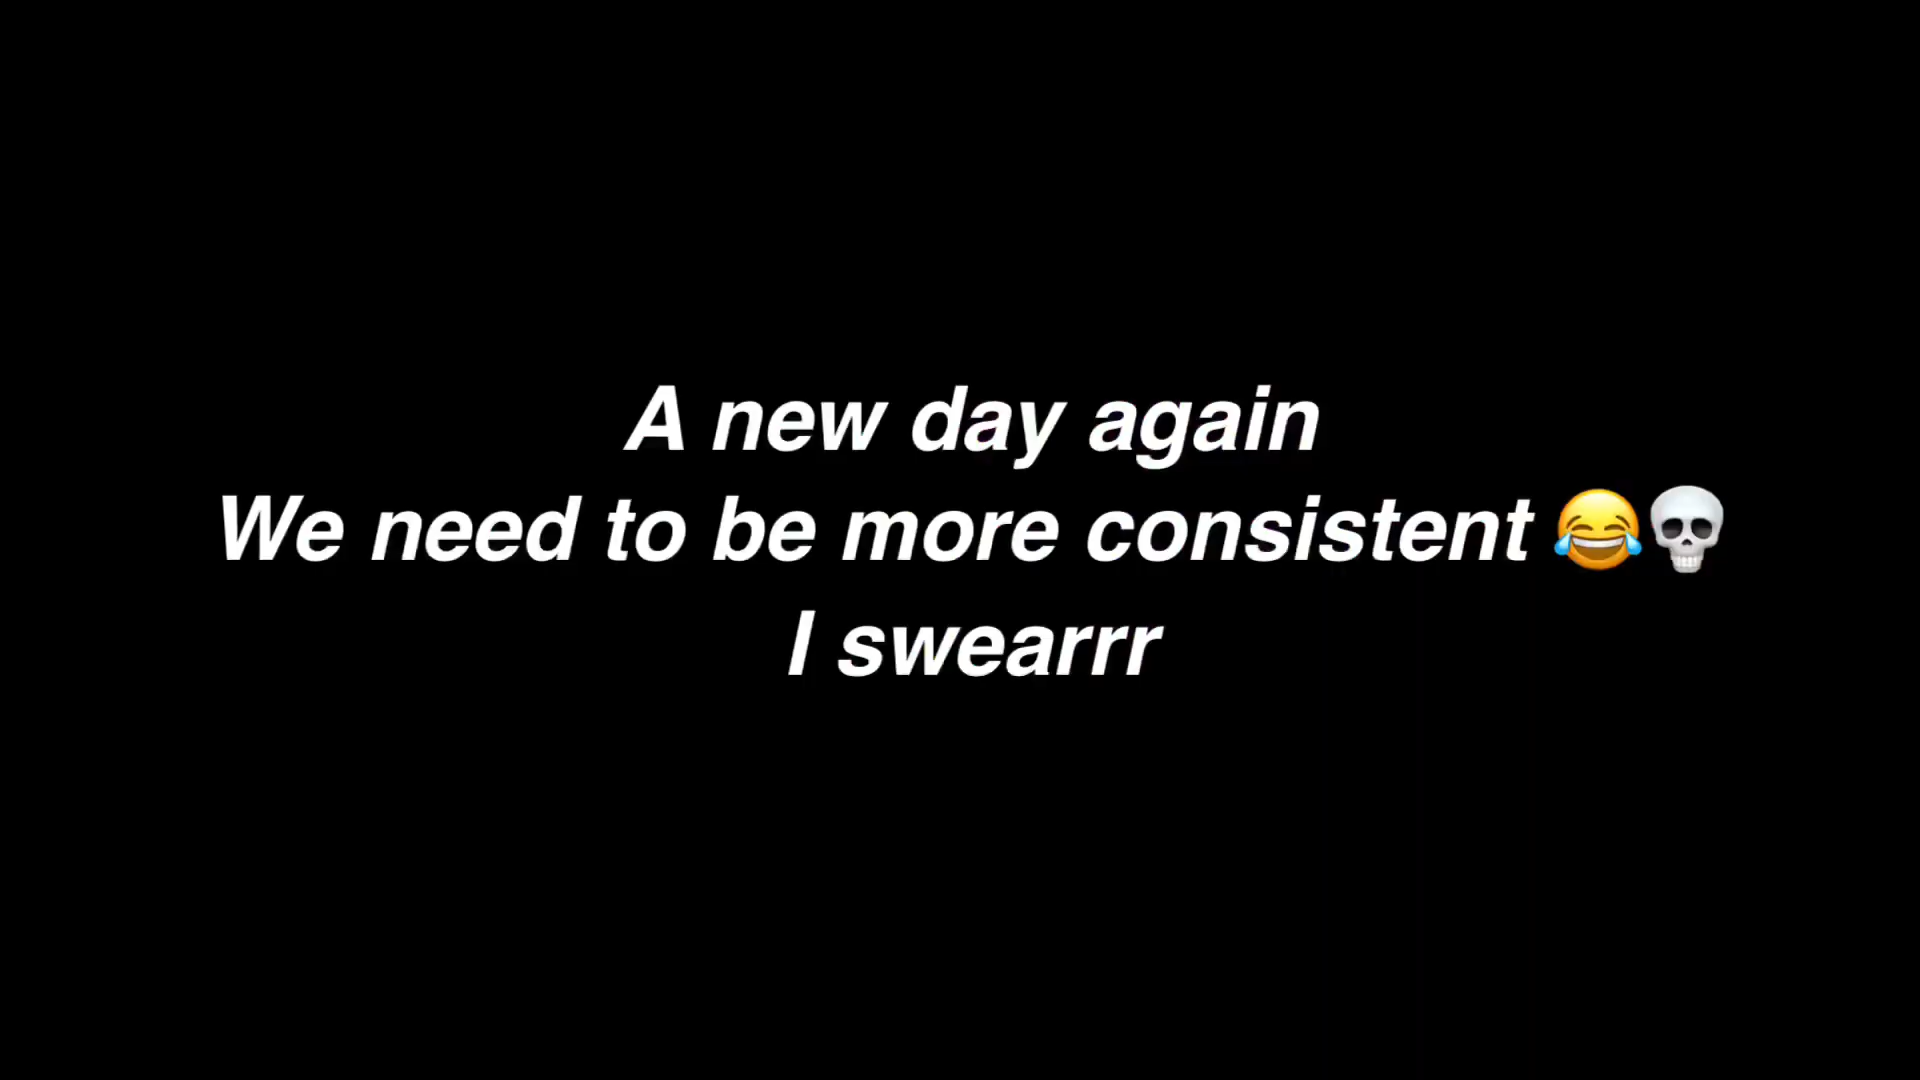 A new day again
We need to be more consistent 😂💀
I swearrr